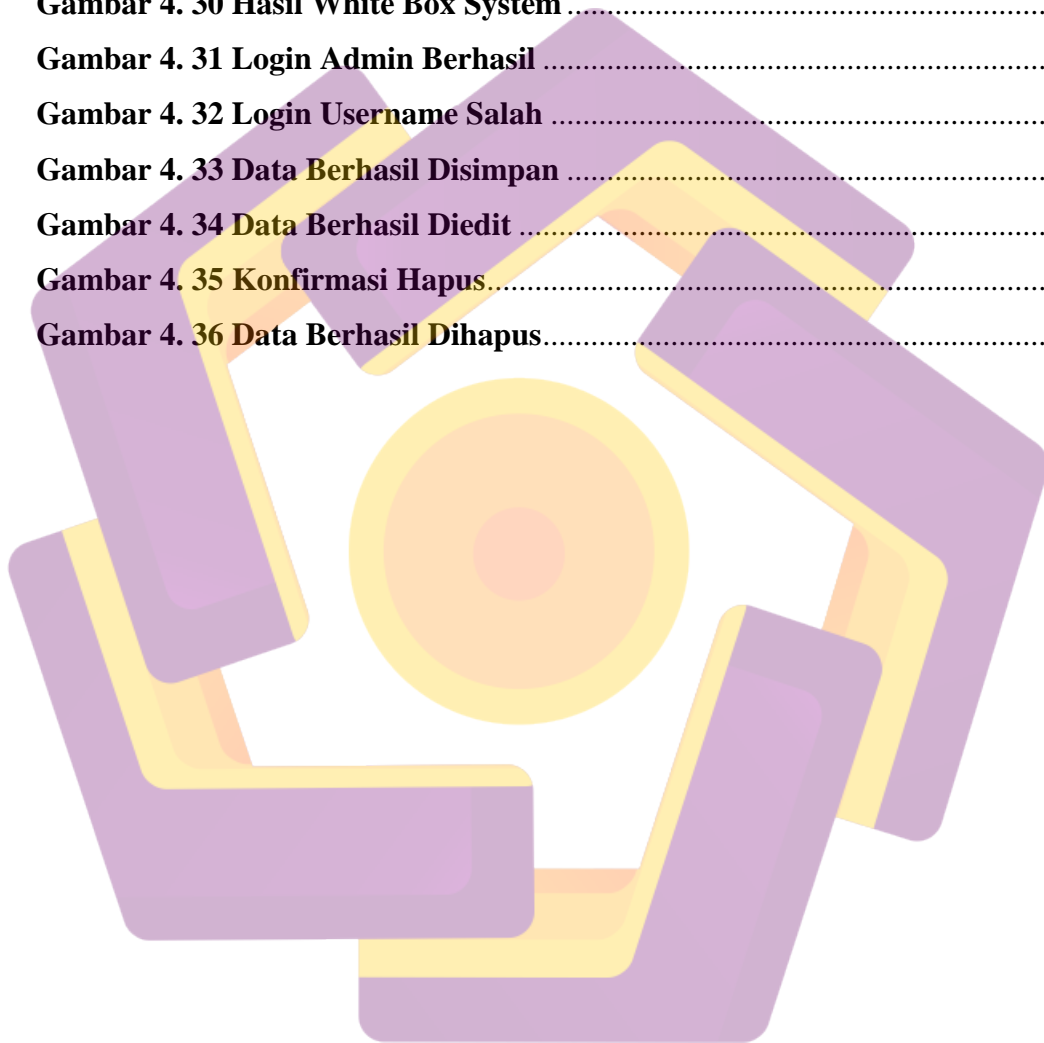 Gambar 4. 30 Hasil White Box System ........................................................
Gambar 4. 31 Login Admin Berhasil ...........................................................
Gambar 4. 32 Login Username Salah ..........................................................
Gambar 4. 33 Data Berhasil Disimpan ........................................................
Gambar 4. 34 Data Berhasil Diedit ..............................................................
Gambar 4. 35 Konfirmasi Hapus..................................................................
Gambar 4. 36 Data Berhasil Dihapus...........................................................